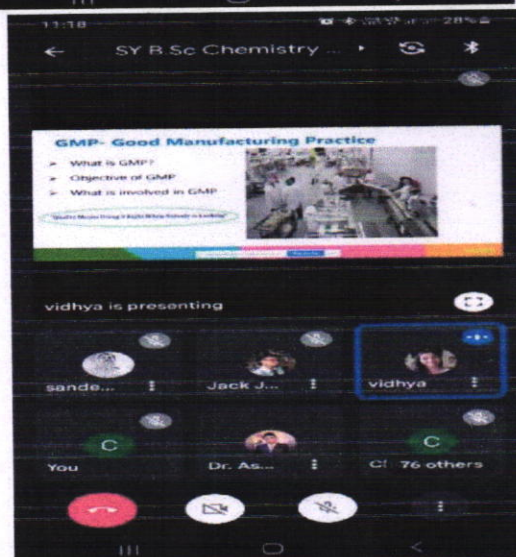 11:18
28%
SY B.Sc Chemistry ...
GMP- Good Manufacturing Practice
➤ What is GMP?
➤ Objective of GMP
➤ What is involved in GMP
vidhya is presenting
sande...
Jack J...
vidhya
C
You
Dr. As...
C
C!
76 others